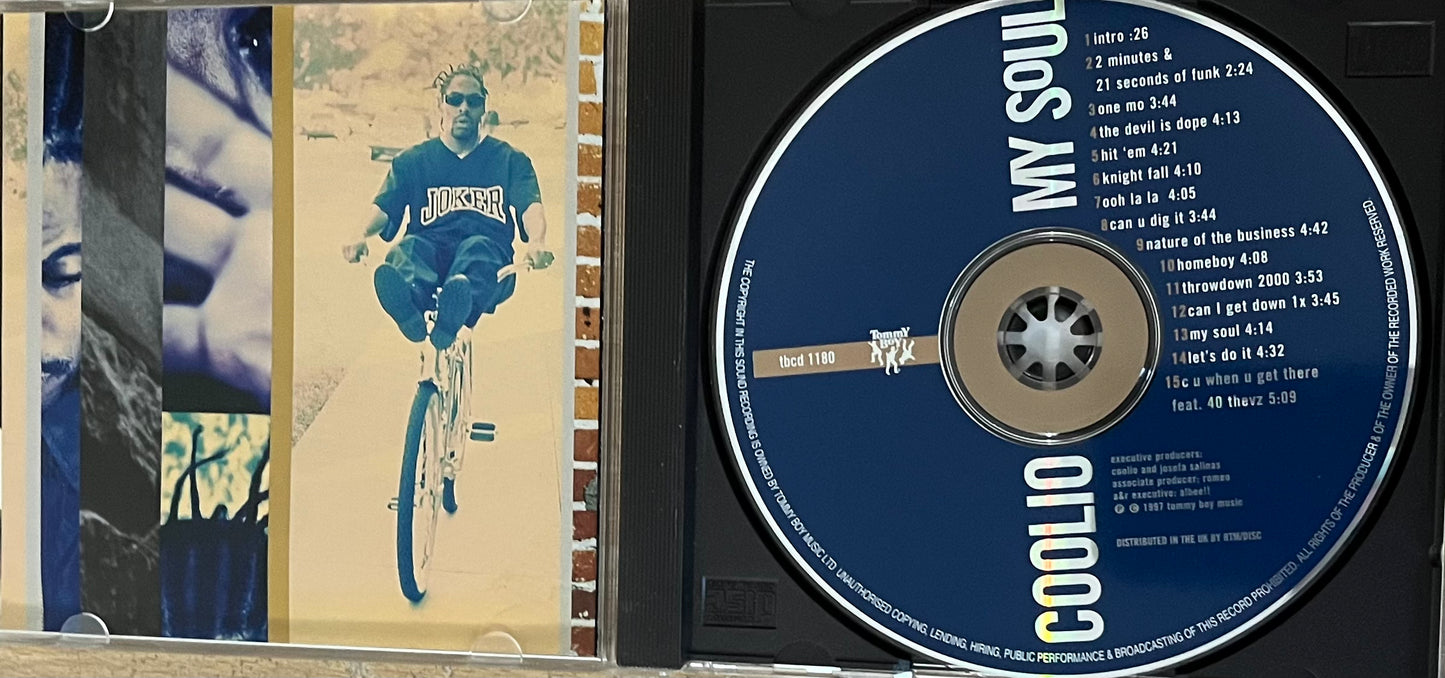 JOKER
COOLIO MY SOUL
1 intro :26
2 2 minutes &
21 seconds of funk 2:24
3 one mo 3:44
4 the devil is dope 4:13
5 hit 'em 4:21
6 knight fall 4:10
7 ooh la la 4:05
8 can u dig it 3:44
9 nature of the business 4:42
10 homeboy 4:08
11 throwdown 2000 3:53
12 can I get down 1x 3:45
13 my soul 4:14
14 let's do it 4:32
15 c u when u get there
feat. 40 thevz 5:09
tbcd 1180
Tommy
Boy
executive producers:
coolio and josefa salinas
associate producer: romeo
a&r executive: albee!!
℗ © 1997 tommy boy music
DISTRIBUTED IN THE UK BY RTM/DISC
THE COPYRIGHT IN THIS SOUND RECORDING IS OWNED BY TOMMY BOY MUSIC LTD. UNAUTHORISED COPYING, LENDING, HIRING, PUBLIC PERFORMANCE & BROADCASTING OF THIS RECORD PROHIBITED. ALL RIGHTS OF THE PRODUCER & OF THE OWNER OF THE RECORDED WORK RESERVED